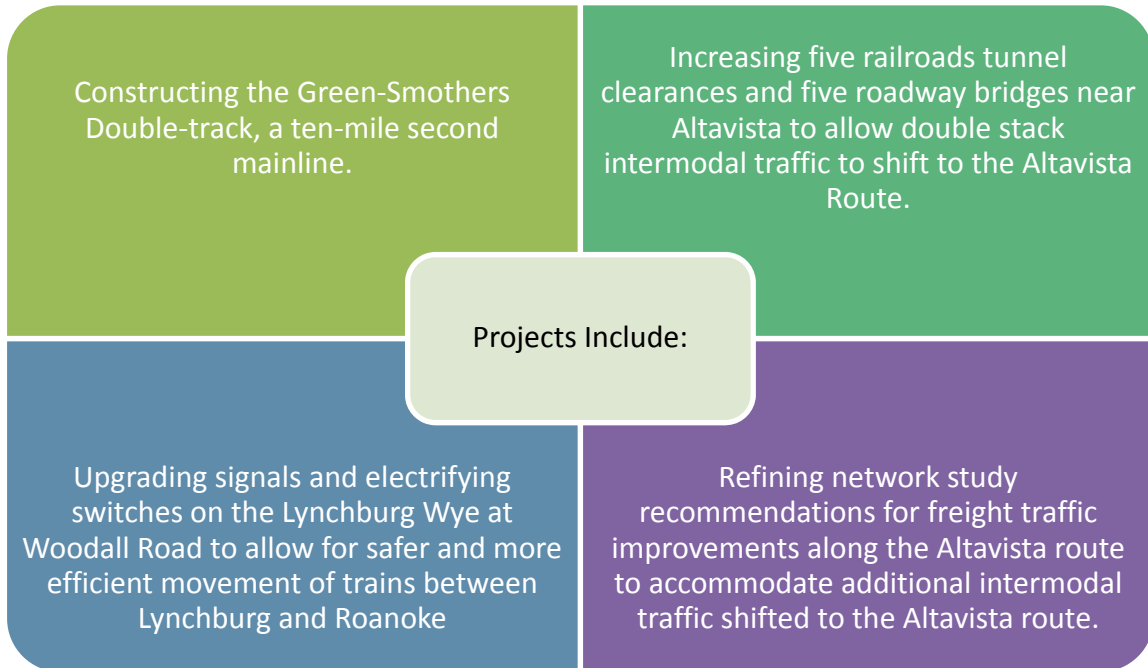 Constructing the Green-Smothers
Double-track, a ten-mile second
mainline.
Increasing five railroads tunnel
clearances and five roadway bridges near
Altavista to allow double stack
intermodal traffic to shift to the Altavista
Route.
Projects Include:
Upgrading signals and electrifying
switches on the Lynchburg Wye at
Woodall Road to allow for safer and more
efficient movement of trains between
Lynchburg and Roanoke
Refining network study
recommendations for freight traffic
improvements along the Altavista route
to accommodate additional intermodal
traffic shifted to the Altavista route.